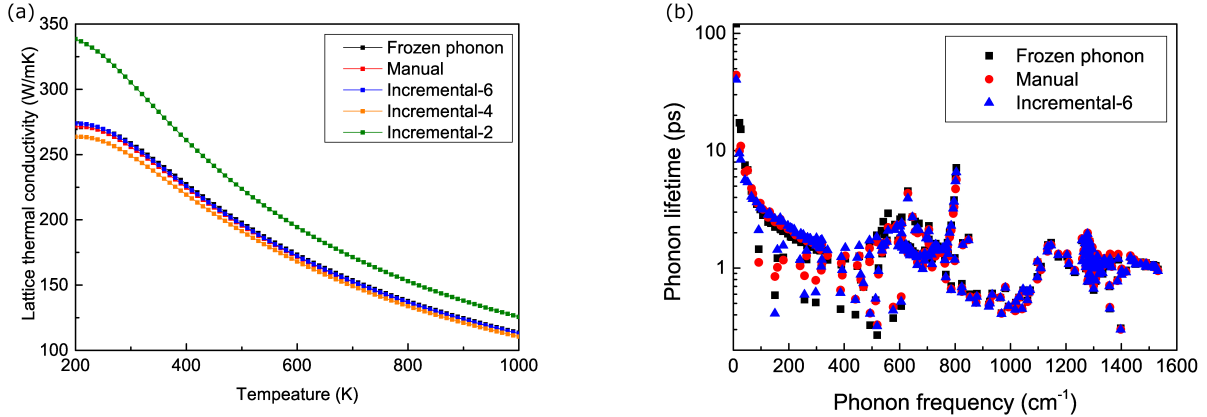 (a)
350
300
250
200
150
100
Lattice thermal conductivity (W/mK)
Frozen phonon
Manual
Incremental-6
Incremental-4
Incremental-2
200
400
600
800
1000
Tempeature (K)
(b)
100
10
1
Phonon lifetime (ps)
Frozen phonon
Manual
Incremental-6
0
200
400
600
800
1000
1200
1400
1600
Phonon frequency (cm⁻¹)